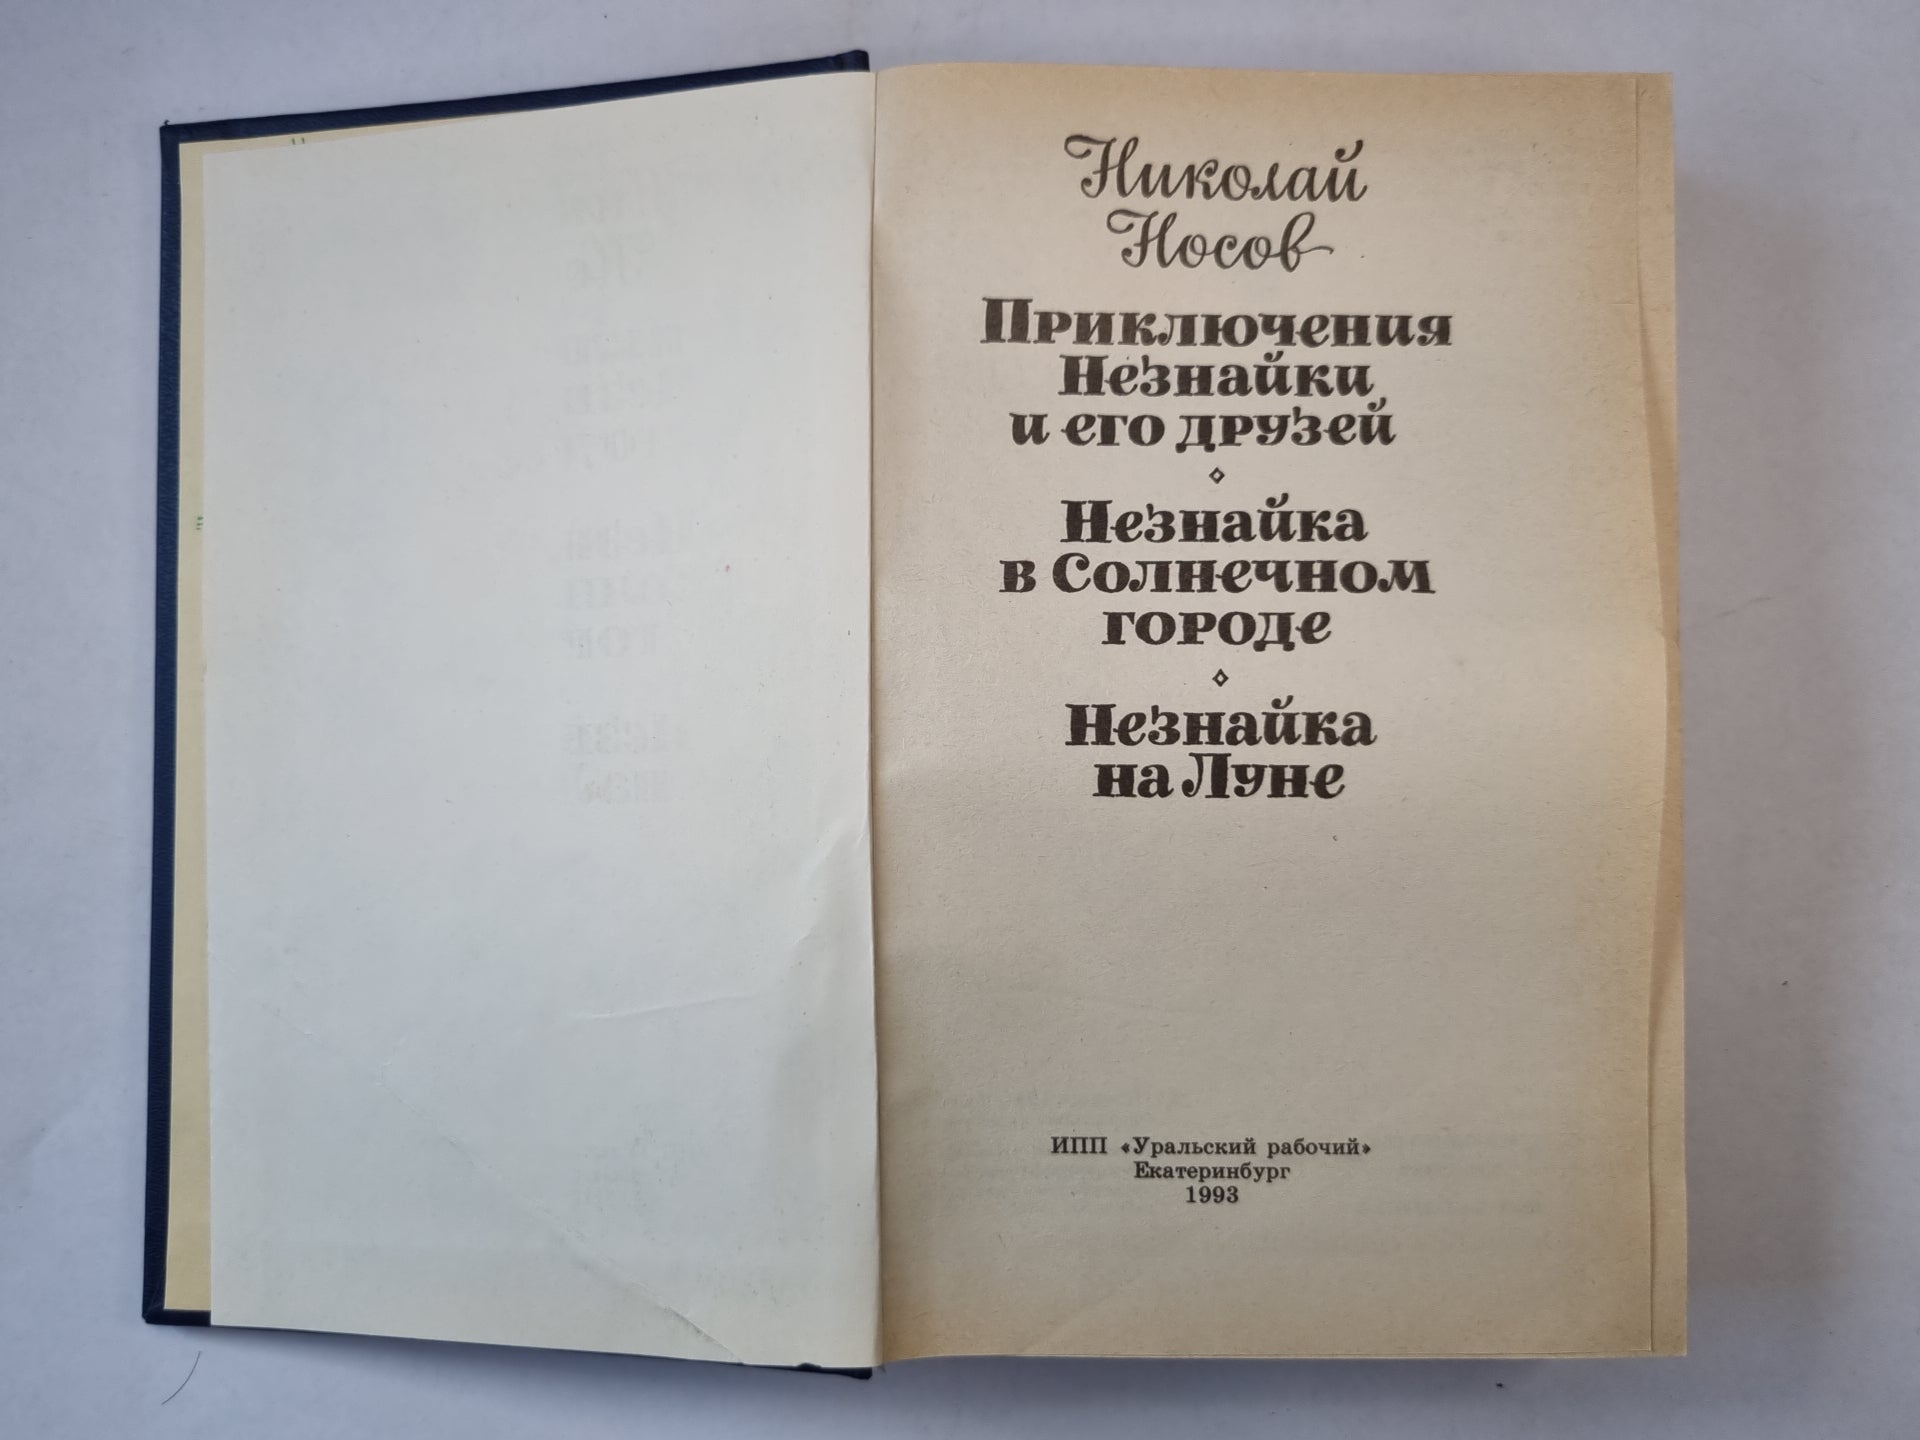 Николай
Носов
Приключения
Незнайки
и его друзей
Незнайка
в Солнечном
городе
Незнайка
на Луне
ИПП «Уральский рабочий»
Екатеринбург
1993